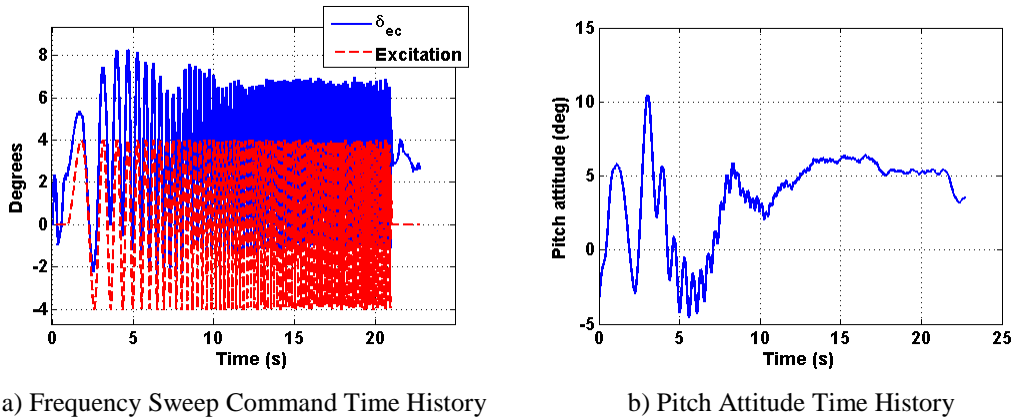 δec
Excitation
8
6
4
2
0
-2
-4
Degrees
0
5
10
15
20
Time (s)
15
10
5
0
-5
Pitch attitude (deg)
0
5
10
15
20
25
Time (s)
a) Frequency Sweep Command Time History
b) Pitch Attitude Time History